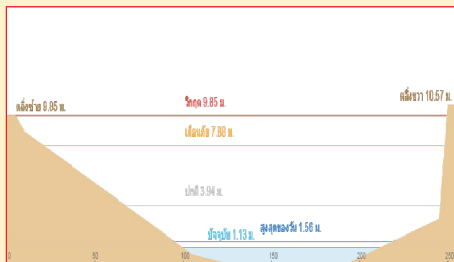 ตลิ่งขวา 10.57 ม.
ตลิ่งซ้าย 9.85 ม.
วิกฤต 9.85 ม.
เตือนภัย 7.88 ม.
ปกติ 3.94 ม.
ปัจจุบัน 1.13 ม.
สูงสุดของวัน 1.56 ม.
0 50 100 150 200 250